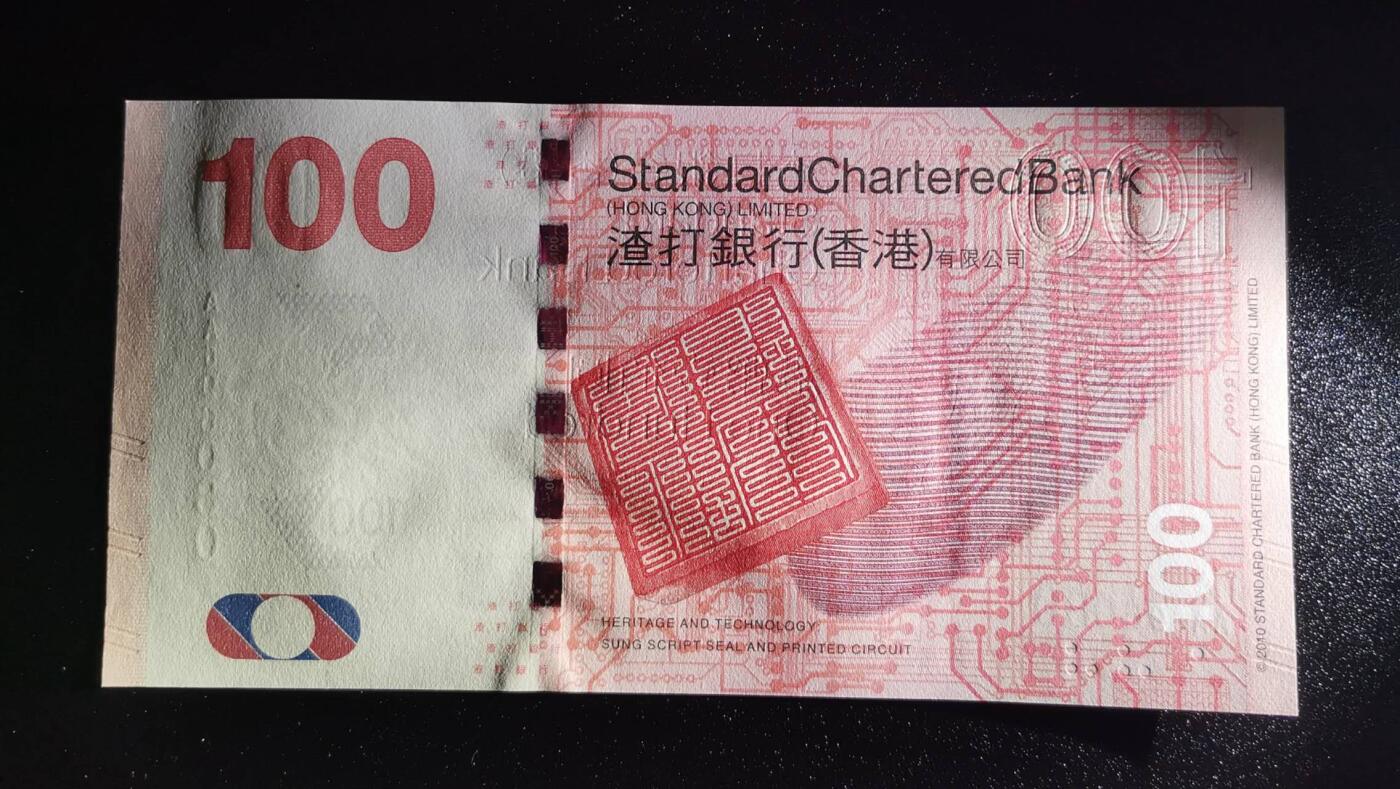 100
StandardCharteredBank
(HONG KONG) LIMITED
渣打銀行(香港)有限公司
100
HERITAGE AND TECHNOLOGY
SUNG SCRIPT SEAL AND PRINTED CIRCUIT
100
© 2010 STANDARD CHARTERED BANK (HONG KONG) LIMITED